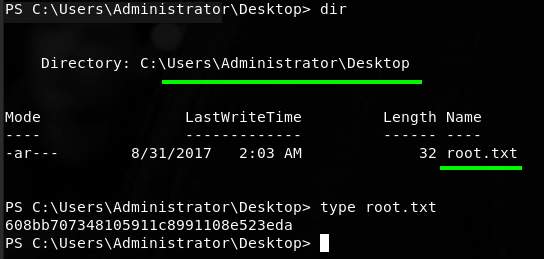 PS C:\Users\Administrator\Desktop> dir
Directory: C:\Users\Administrator\Desktop
Mode LastWriteTime Length Name
---- ------------- ------ ----
-ar--- 8/31/2017 2:03 AM 32 root.txt
PS C:\Users\Administrator\Desktop> type root.txt
608bb707348105911c8991108e523eda
PS C:\Users\Administrator\Desktop>